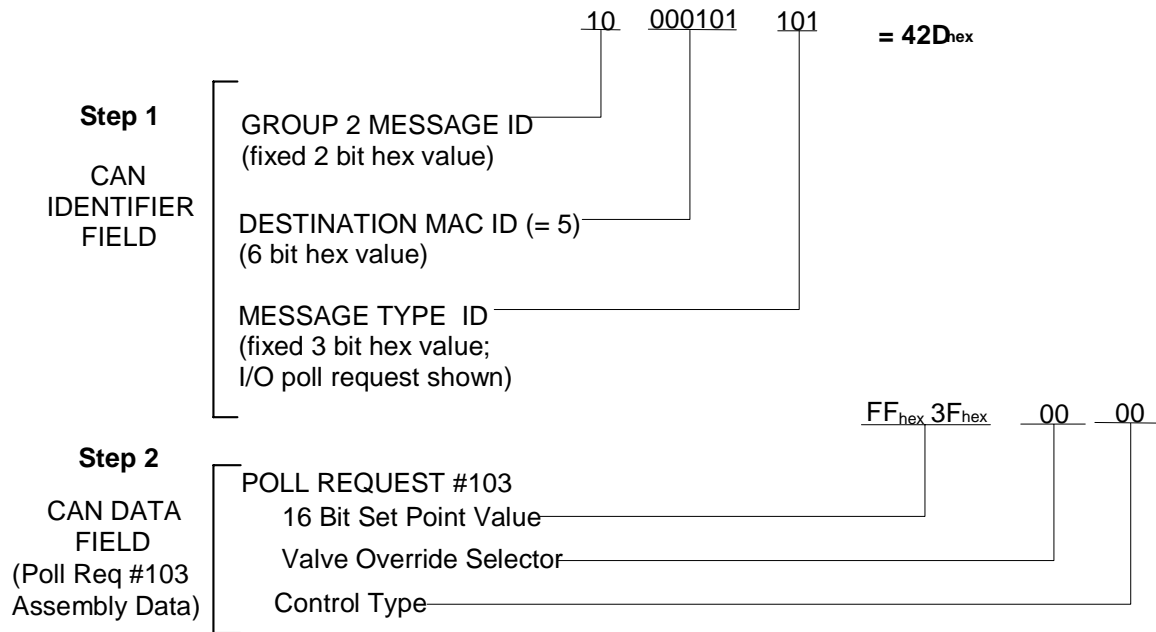 10 000101 101 = 42Dhex
Step 1
CAN
IDENTIFIER
FIELD
GROUP 2 MESSAGE ID
(fixed 2 bit hex value)
DESTINATION MAC ID (= 5)
(6 bit hex value)
MESSAGE TYPE ID
(fixed 3 bit hex value;
I/O poll request shown)
FFhex 3Fhex 00 00
Step 2
CAN DATA
FIELD
(Poll Req #103
Assembly Data)
POLL REQUEST #103
16 Bit Set Point Value
Valve Override Selector
Control Type